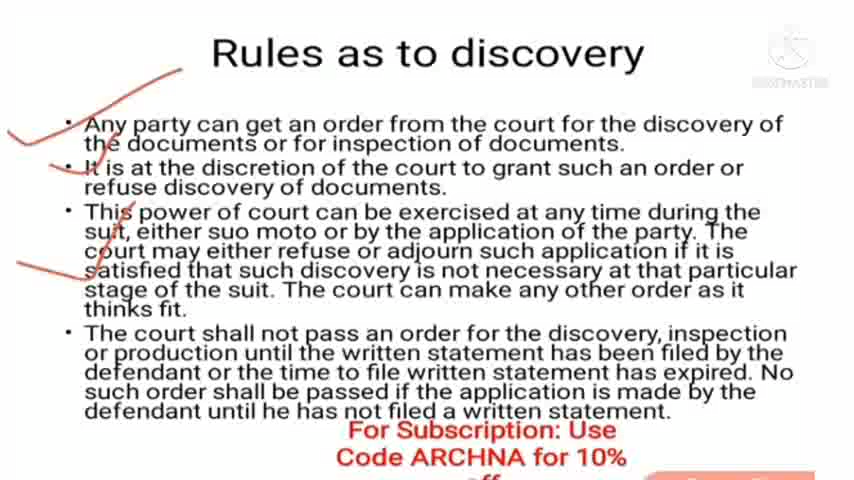 Rules as to discovery
• Any party can get an order from the court for the discovery of
the documents or for inspection of documents.
• It is at the discretion of the court to grant such an order or
refuse discovery of documents.
• This power of court can be exercised at any time during the
suit, either suo moto or by the application of the party. The
court may either refuse or adjourn such application if it is
satisfied that such discovery is not necessary at that particular
stage of the suit. The court can make any other order as it
thinks fit.
• The court shall not pass an order for the discovery, inspection
or production until the written statement has been filed by the
defendant or the time to file written statement has expired. No
such order shall be passed if the application is made by the
defendant until he has not filed a written statement.
For Subscription: Use
Code ARCHNA for 10%
off